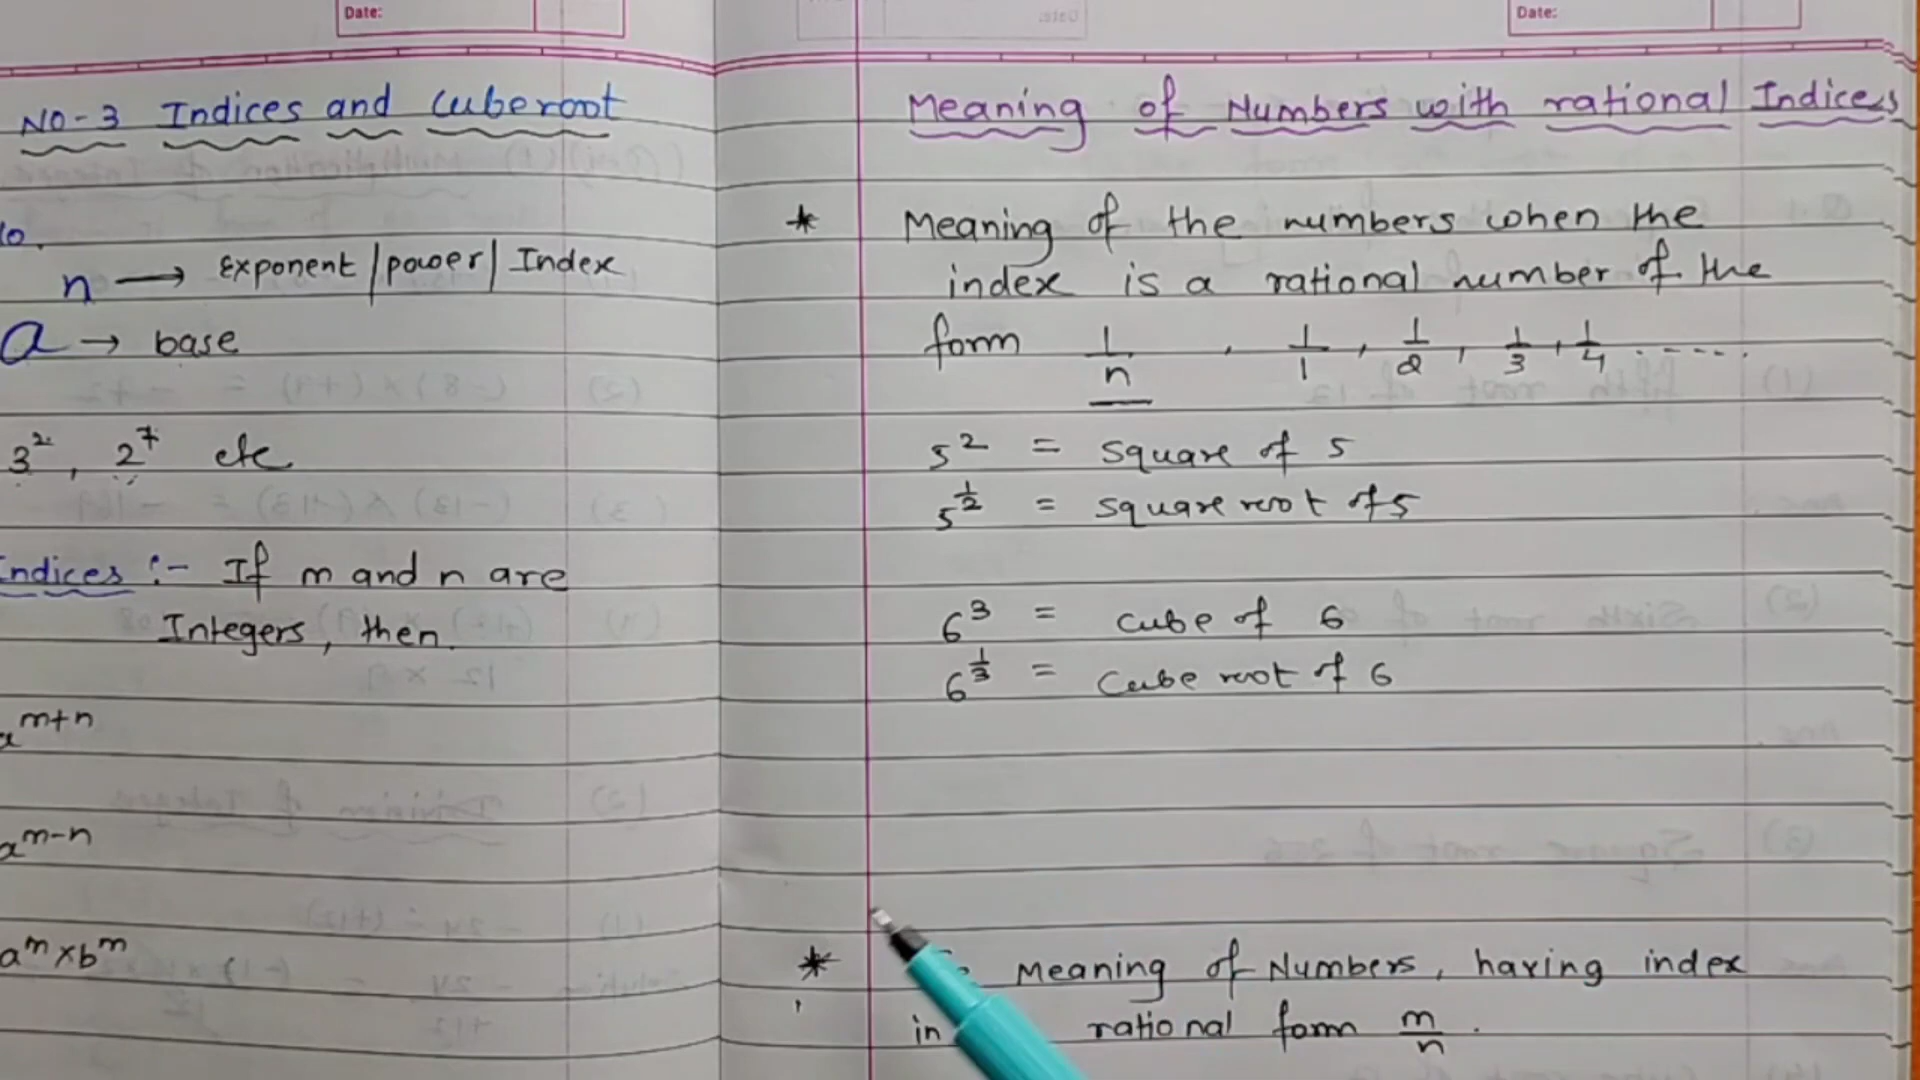 Date:
NO-3 Indices and Cuberoot
n → Exponent/power/Index
a → base
3², 2⁷ etc
Indices :- If m and n are
Integers, then
a^(m+n)
a^(m-n)
a^m × b^m
Date:
Meaning of Numbers with rational Indices
* Meaning of the numbers when the
index is a rational number of the
form 1/n , 1/1 , 1/2 , 1/3 , 1/4 .....
5² = square of 5
5^(1/2) = square root of 5
6³ = cube of 6
6^(1/3) = Cube root of 6
* Meaning of Numbers, having index
in rational form m/n .